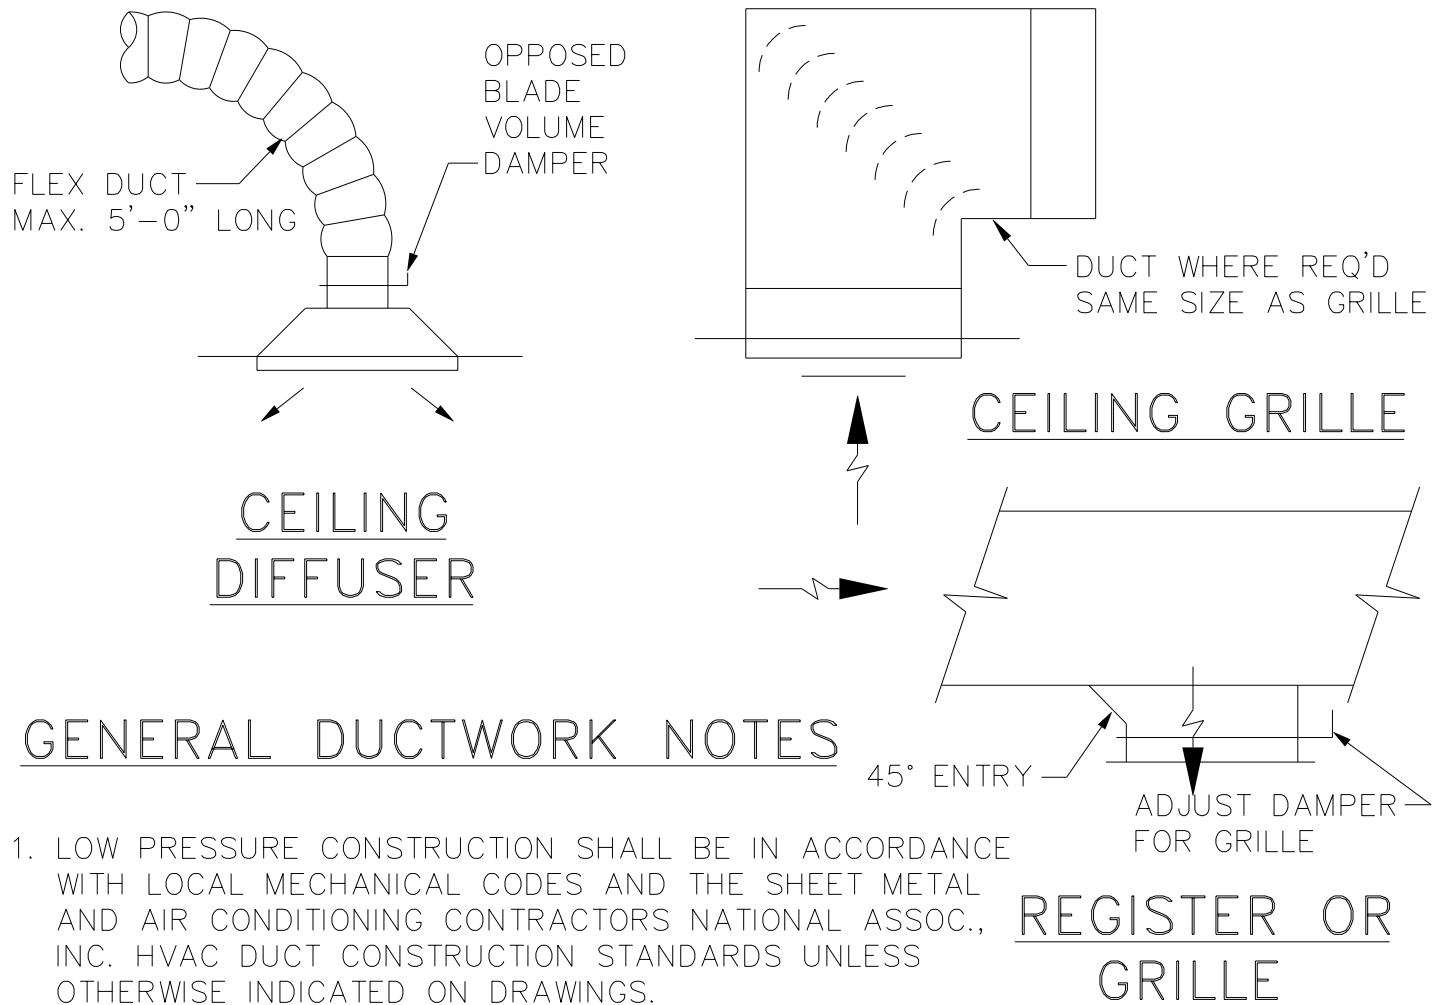 OPPOSED
BLADE
VOLUME
DAMPER
FLEX DUCT
MAX. 5'-0" LONG
CEILING
DIFFUSER
DUCT WHERE REQ'D
SAME SIZE AS GRILLE
CEILING GRILLE
45° ENTRY
ADJUST DAMPER
FOR GRILLE
REGISTER OR
GRILLE
GENERAL DUCTWORK NOTES
1. LOW PRESSURE CONSTRUCTION SHALL BE IN ACCORDANCE
WITH LOCAL MECHANICAL CODES AND THE SHEET METAL
AND AIR CONDITIONING CONTRACTORS NATIONAL ASSOC.,
INC. HVAC DUCT CONSTRUCTION STANDARDS UNLESS
OTHERWISE INDICATED ON DRAWINGS.